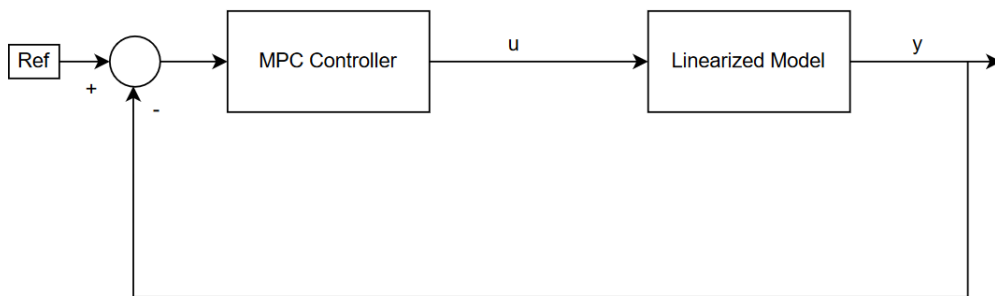 Ref
+
-
MPC Controller
u
Linearized Model
y